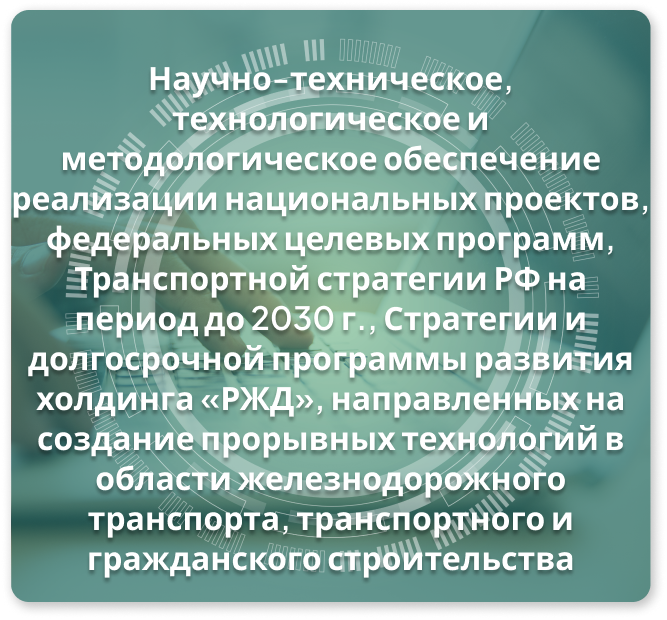 Научно-техническое,
технологическое и
методологическое обеспечение
реализации национальных проектов,
федеральных целевых программ,
Транспортной стратегии РФ на
период до 2030 г., Стратегии и
долгосрочной программы развития
холдинга «РЖД», направленных на
создание прорывных технологий в
области железнодорожного
транспорта, транспортного и
гражданского строительства